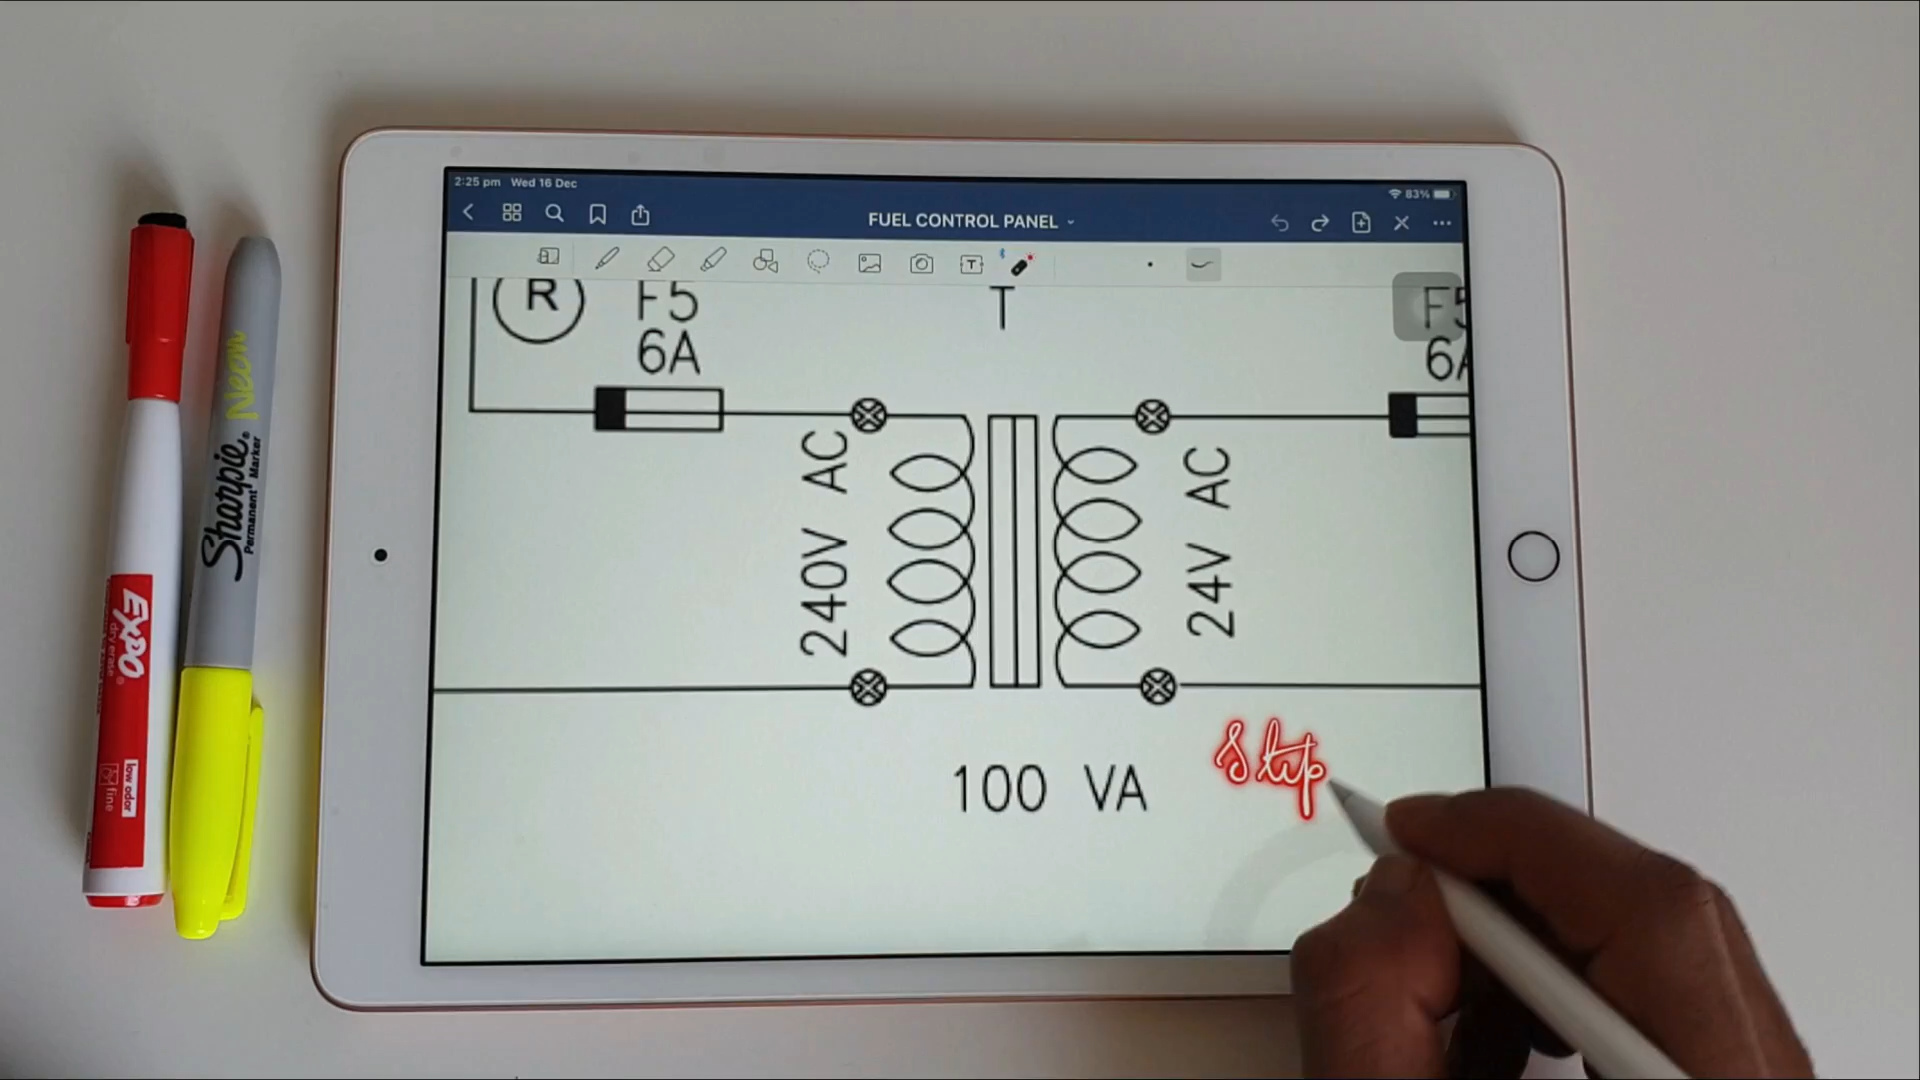 2:25 pm Wed 16 Dec
83%
FUEL CONTROL PANEL
T
R
F5
6A
T
F5
6A
240V AC
24V AC
100 VA
Step
Neon
Sharpie®
Permanent Marker
EXPO®
low odor
fine